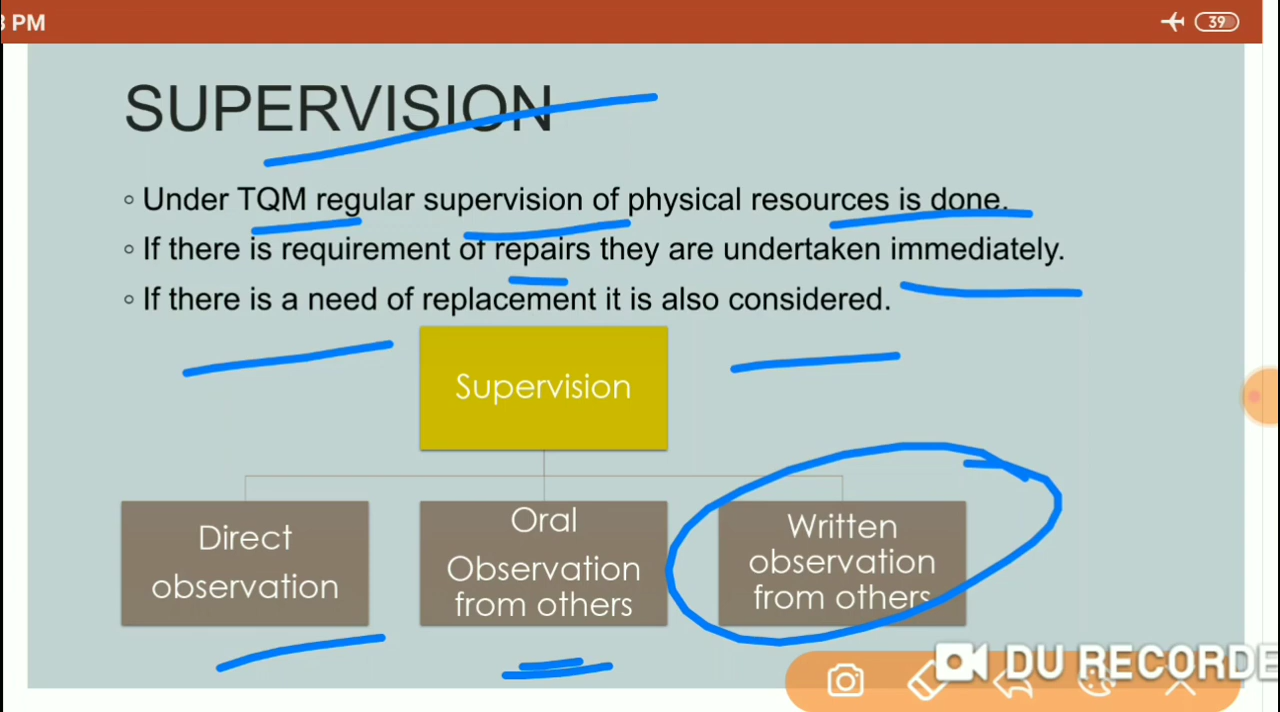 PM
39
SUPERVISION
◦ Under TQM regular supervision of physical resources is done.
◦ If there is requirement of repairs they are undertaken immediately.
◦ If there is a need of replacement it is also considered.
Supervision
Direct
observation
Oral
Observation
from others
Written
observation
from others
DU RECORDE